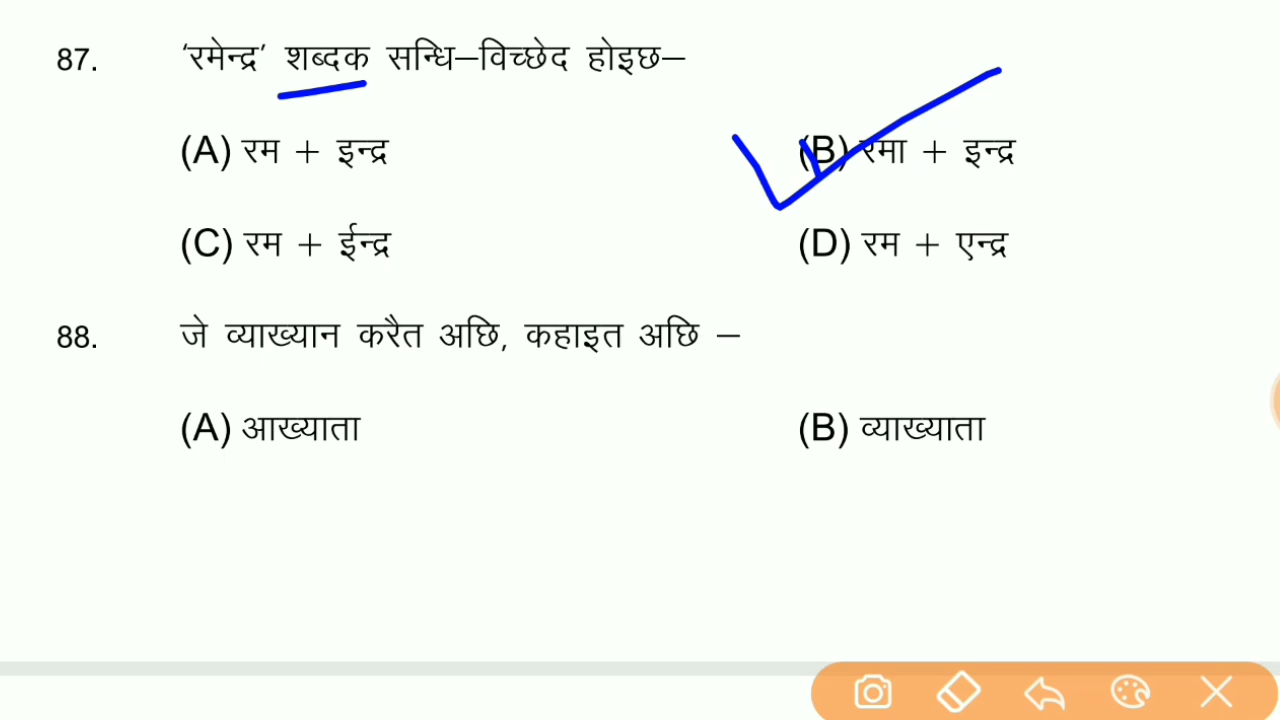 87. ‘रमेन्द्र’ शब्दक सन्धि–विच्छेद होइछ–
(A) रम + इन्द्र (B) रमा + इन्द्र
(C) रम + ईन्द्र (D) रम + एन्द्र
88. जे व्याख्यान करैत अछि, कहाइत अछि –
(A) आख्याता (B) व्याख्याता